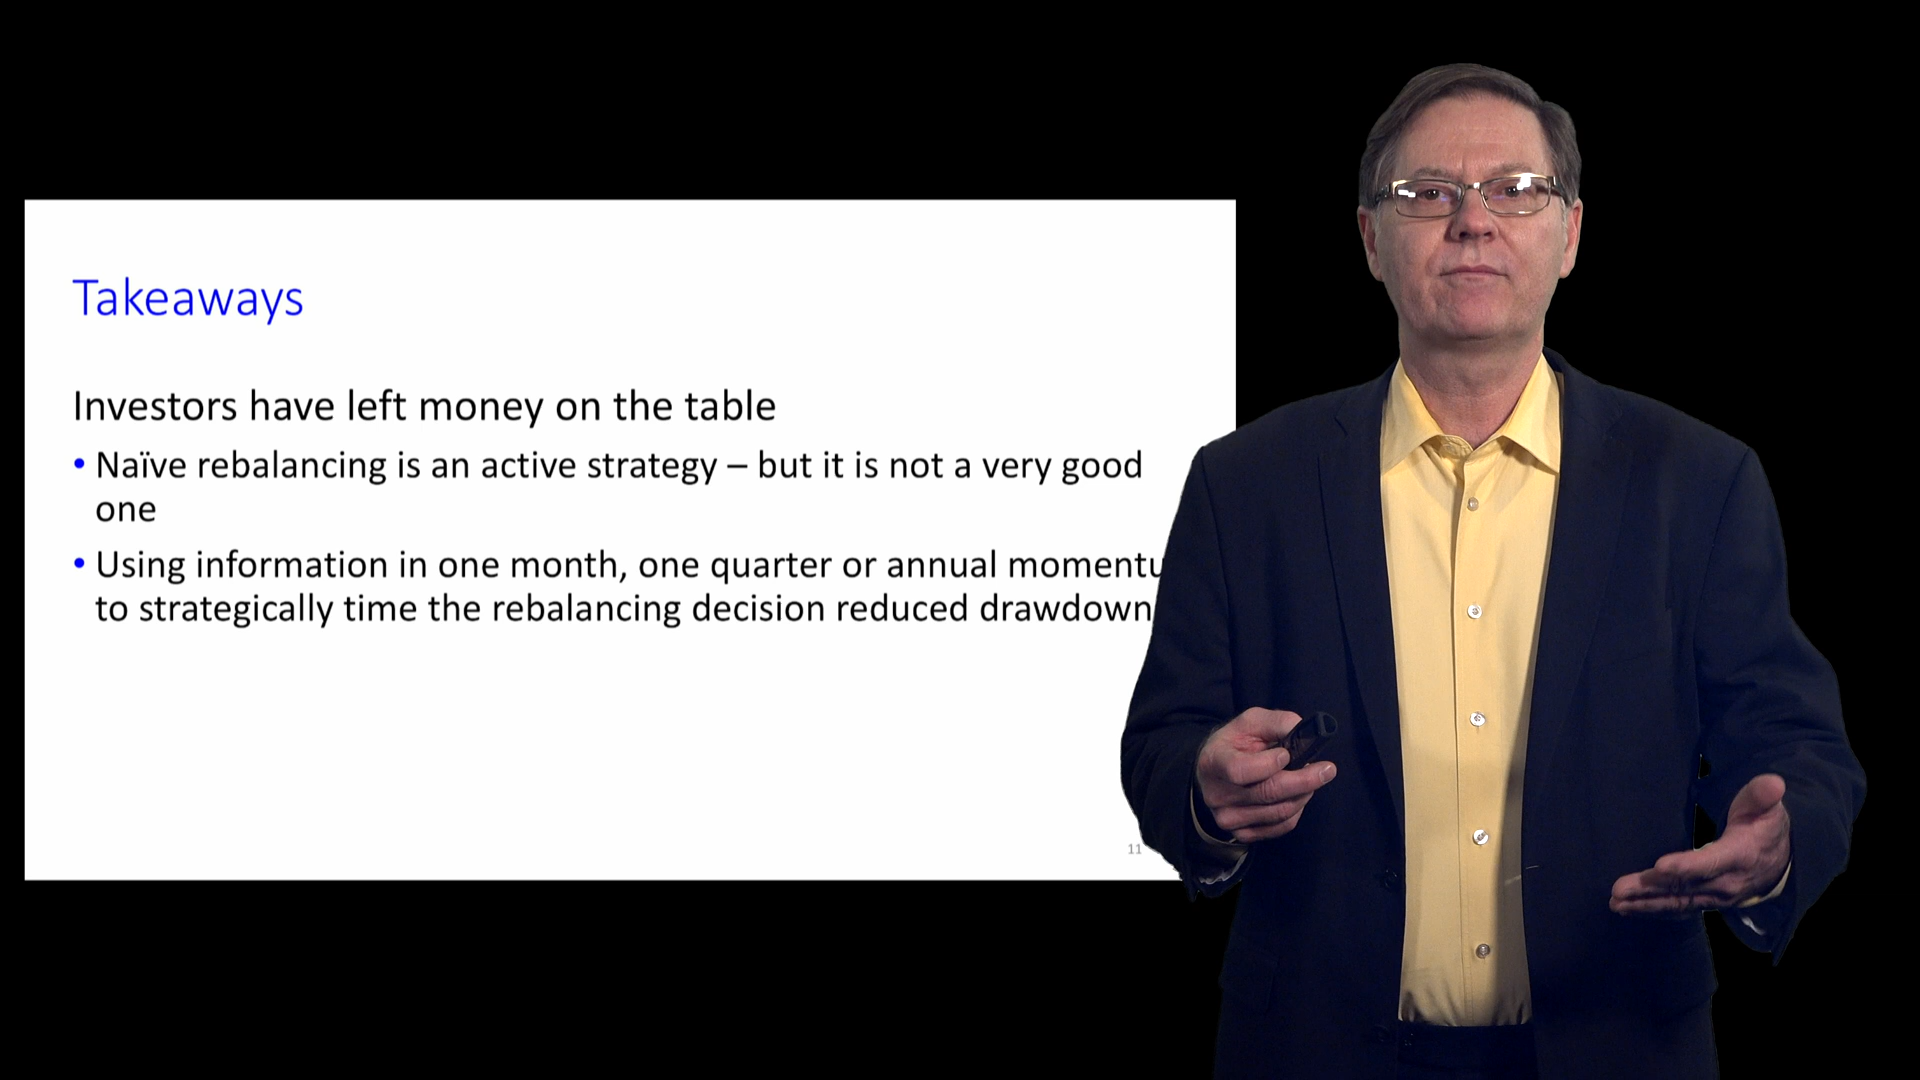 Takeaways
Investors have left money on the table
• Naïve rebalancing is an active strategy – but it is not a very good
one
• Using information in one month, one quarter or annual
to strategically time the rebalancing decision reduced drawdown
11